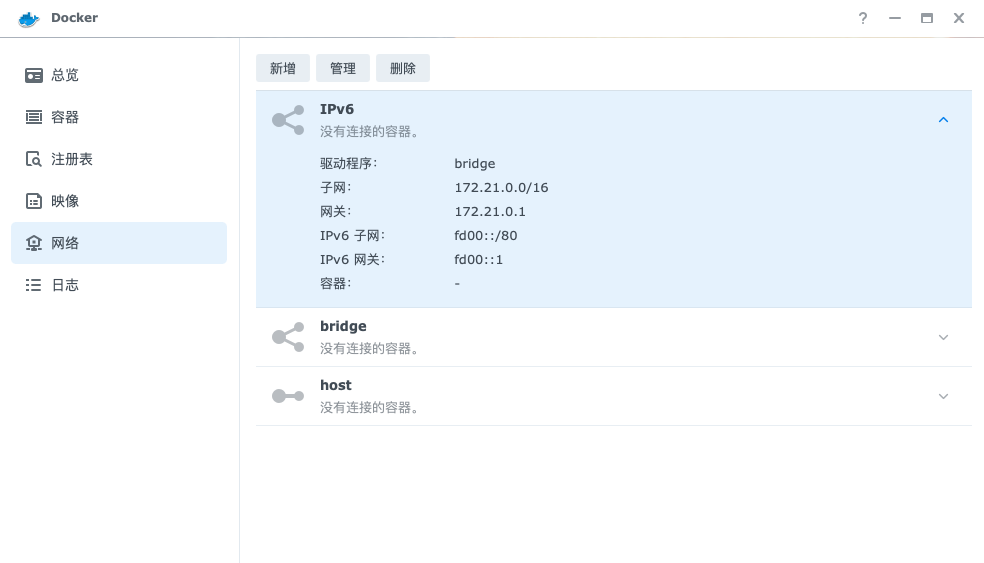 Docker
总览
容器
注册表
映像
网络
日志
新增 管理 删除
IPv6
没有连接的容器。
驱动程序: bridge
子网: 172.21.0.0/16
网关: 172.21.0.1
IPv6 子网: fd00::/80
IPv6 网关: fd00::1
容器: -
bridge
没有连接的容器。
host
没有连接的容器。